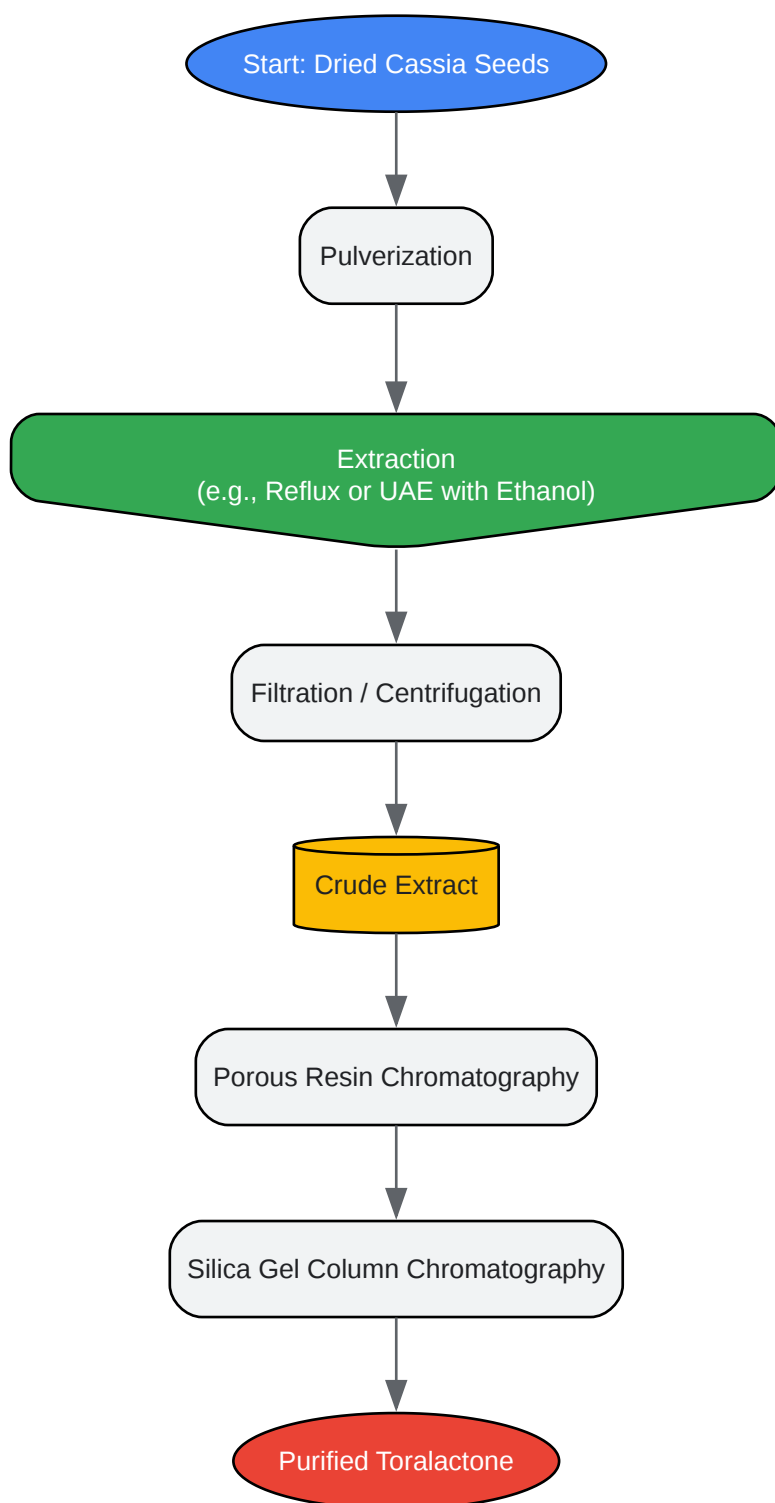 Start: Dried Cassia Seeds
Pulverization
Extraction
(e.g., Reflux or UAE with Ethanol)
Filtration / Centrifugation
Crude Extract
Porous Resin Chromatography
Silica Gel Column Chromatography
Purified Toralactone